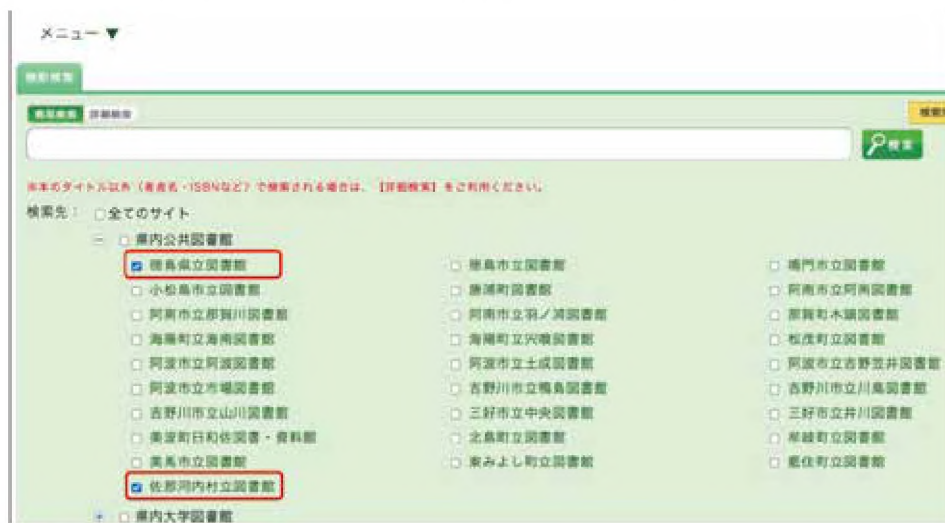 メニュー ▼
横断検索
簡易検索 詳細検索
検索
※本のタイトル以外（著者名・ISBNなど）で検索される場合は、【詳細検索】をご利用ください。
検索先： 全てのサイト
県内公共図書館
徳島県立図書館 徳島市立図書館 鳴門市立図書館
小松島市立図書館 勝浦町図書館 阿南市立阿南図書館
阿南市立那賀川図書館 阿南市立羽ノ浦図書館 那賀町木頭図書館
海陽町立海南図書館 海陽町立宍喰図書館 松茂町立図書館
阿波市立阿波図書館 阿波市立土成図書館 阿波市立吉野笠井図書館
阿波市立市場図書館 吉野川市立鴨島図書館 吉野川市立川島図書館
吉野川市立山川図書館 三好市立中央図書館 三好市立井川図書館
美波町日和佐図書・資料館 北島町立図書館 牟岐町立図書館
美馬市立図書館 東みよし町立図書館 藍住町立図書館
佐那河内村立図書館
県内大学図書館